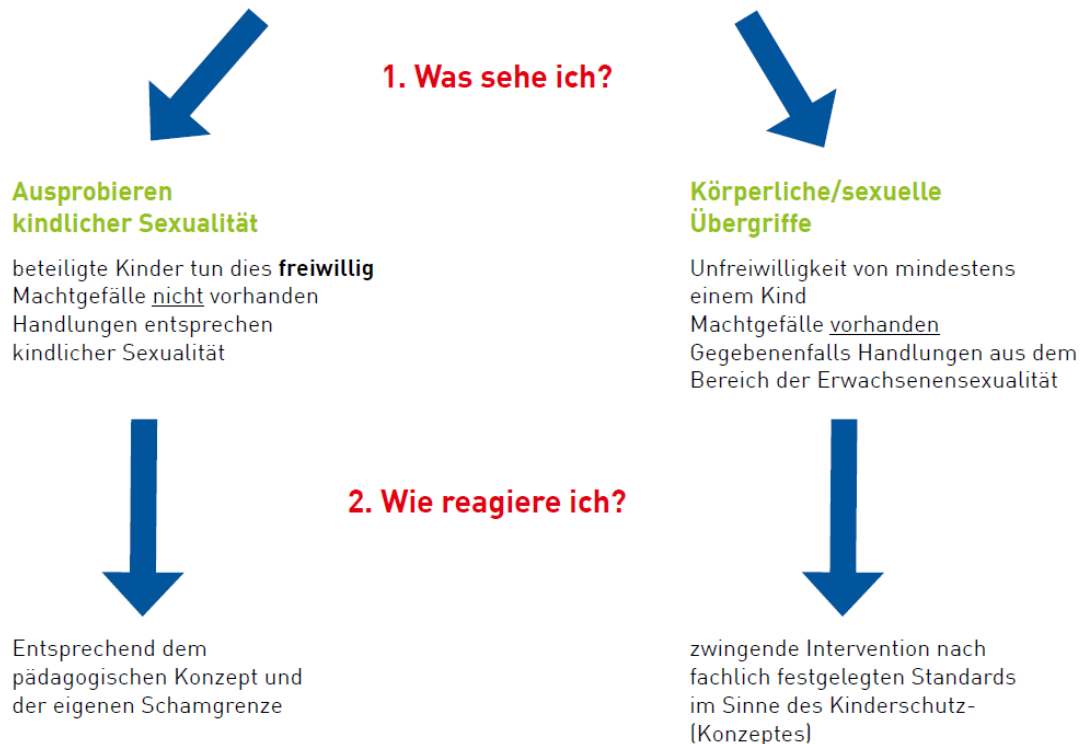 1. Was sehe ich?
Ausprobieren
kindlicher Sexualität
beteiligte Kinder tun dies freiwillig
Machtgefälle nicht vorhanden
Handlungen entsprechen
kindlicher Sexualität
Körperliche/sexuelle
Übergriffe
Unfreiwilligkeit von mindestens
einem Kind
Machtgefälle vorhanden
Gegebenenfalls Handlungen aus dem
Bereich der Erwachsenensexualität
2. Wie reagiere ich?
Entsprechend dem
pädagogischen Konzept und
der eigenen Schamgrenze
zwingende Intervention nach
fachlich festgelegten Standards
im Sinne des Kinderschutz-
(Konzeptes)